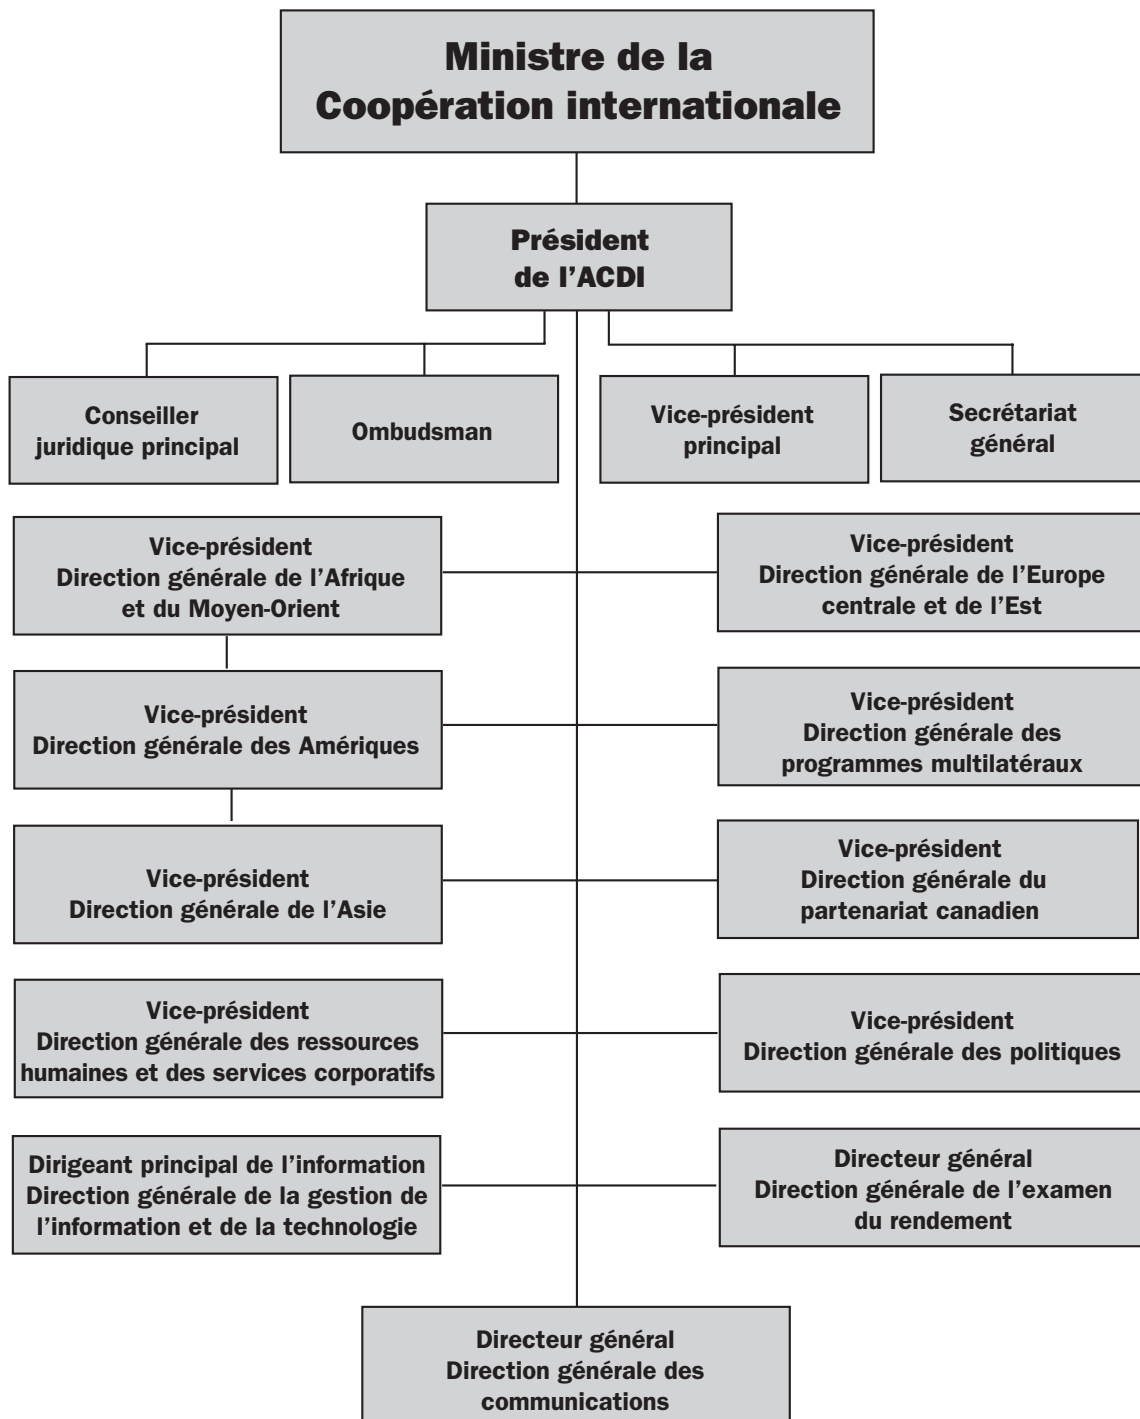 Ministre de la
Coopération internationale
Président
de l'ACDI
Conseiller
juridique principal
Ombudsman
Vice-président
principal
Secrétariat
général
Vice-président
Direction générale de l'Afrique
et du Moyen-Orient
Vice-président
Direction générale de l'Europe
centrale et de l'Est
Vice-président
Direction générale des Amériques
Vice-président
Direction générale des
programmes multilatéraux
Vice-président
Direction générale de l'Asie
Vice-président
Direction générale du
partenariat canadien
Vice-président
Direction générale des ressources
humaines et des services corporatifs
Vice-président
Direction générale des politiques
Dirigeant principal de l'information
Direction générale de la gestion de
l'information et de la technologie
Directeur général
Direction générale de l'examen
du rendement
Directeur général
Direction générale des
communications